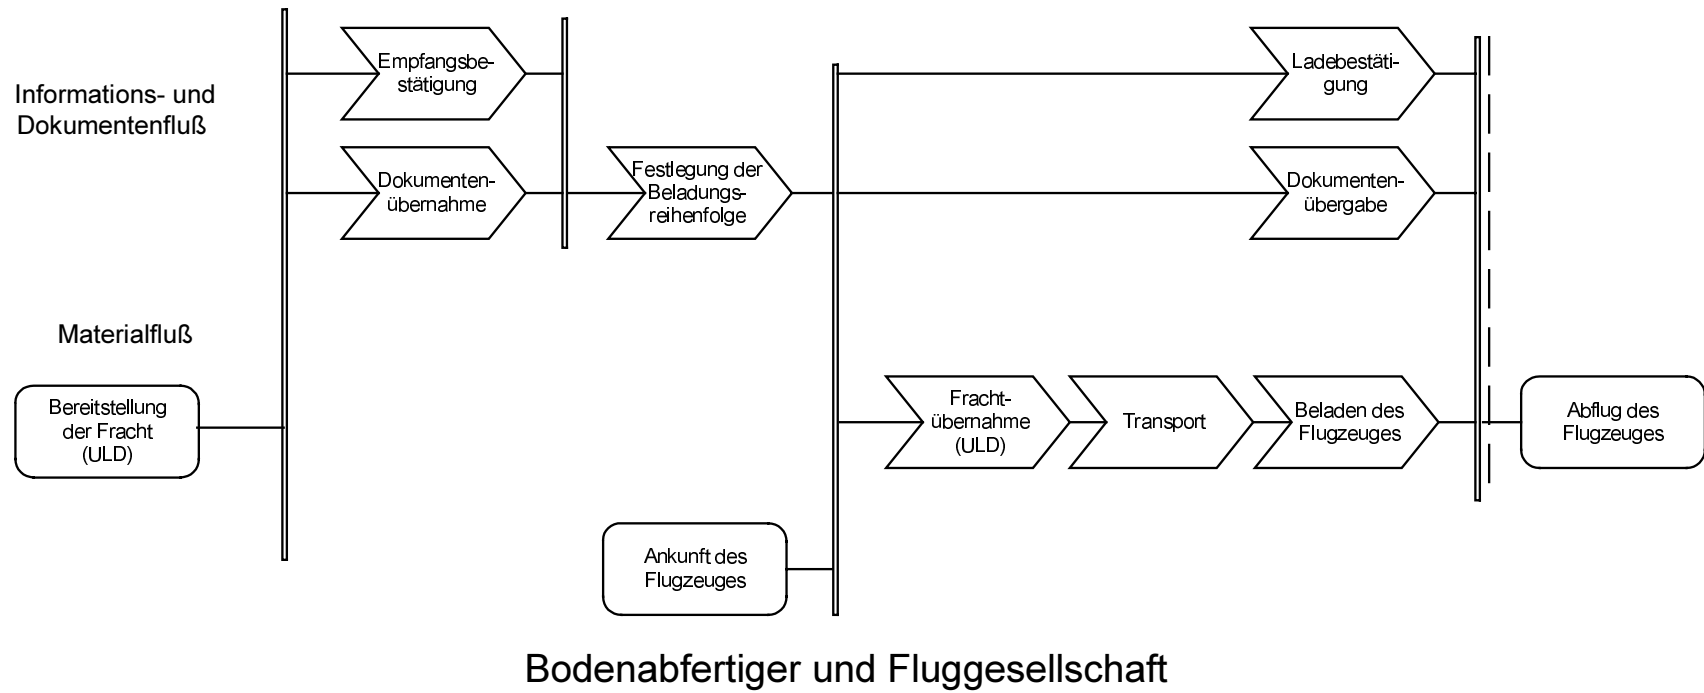 Informations- und
Dokumentenfluß
Empfangsbe-
stätigung
Ladebestäti-
gung
Dokumenten-
übernahme
Festlegung der
Beladungs-
reihenfolge
Dokumenten-
übergabe
Materialfluß
Bereitstellung
der Fracht
(ULD)
Fracht-
übernahme
(ULD)
Transport
Beladen des
Flugzeuges
Abflug des
Flugzeuges
Ankunft des
Flugzeuges
Bodenabfertiger und Fluggesellschaft